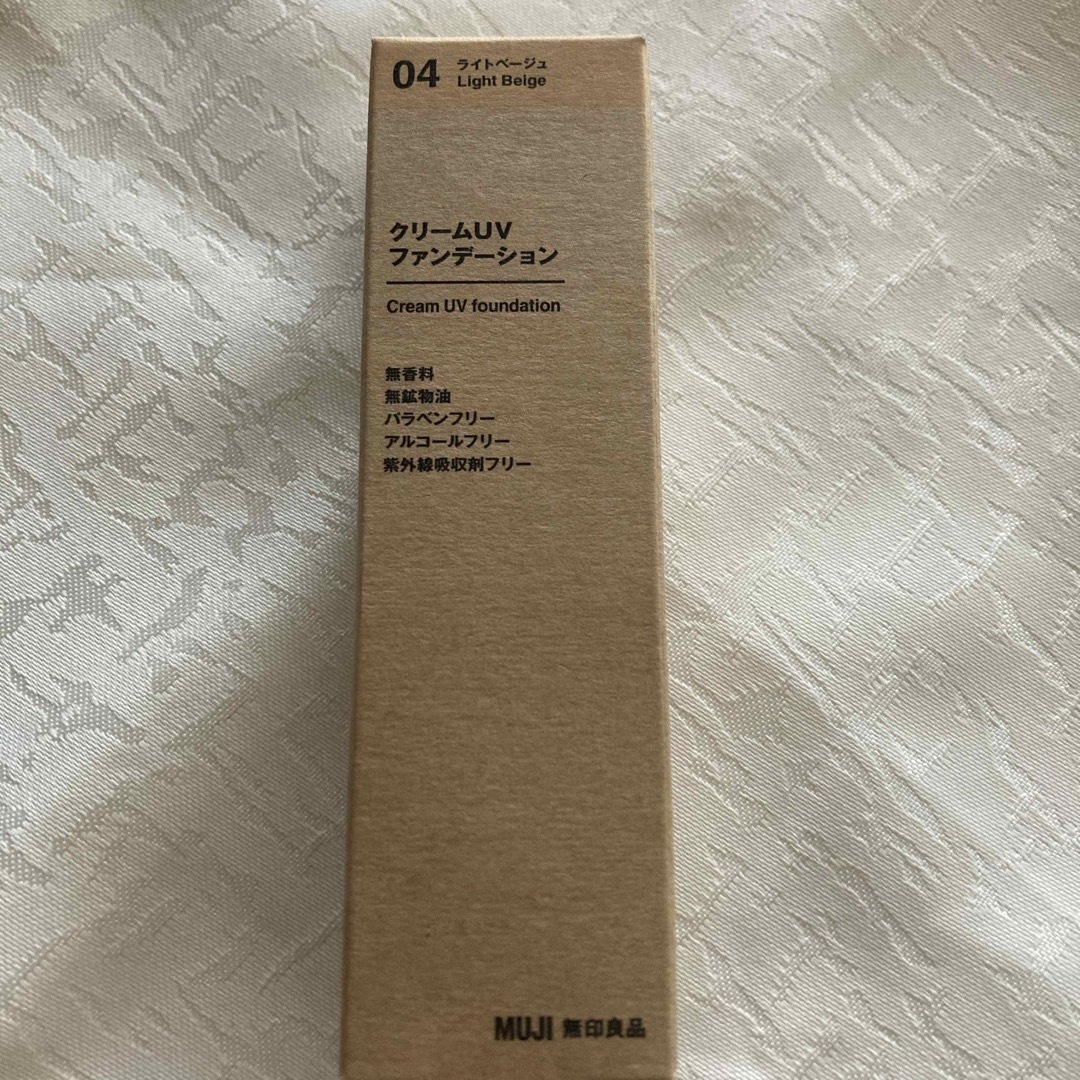 04 ライトベージュ
Light Beige
クリームUV
ファンデーション
Cream UV foundation
無香料
無鉱物油
パラベンフリー
アルコールフリー
紫外線吸収剤フリー
MUJI 無印良品